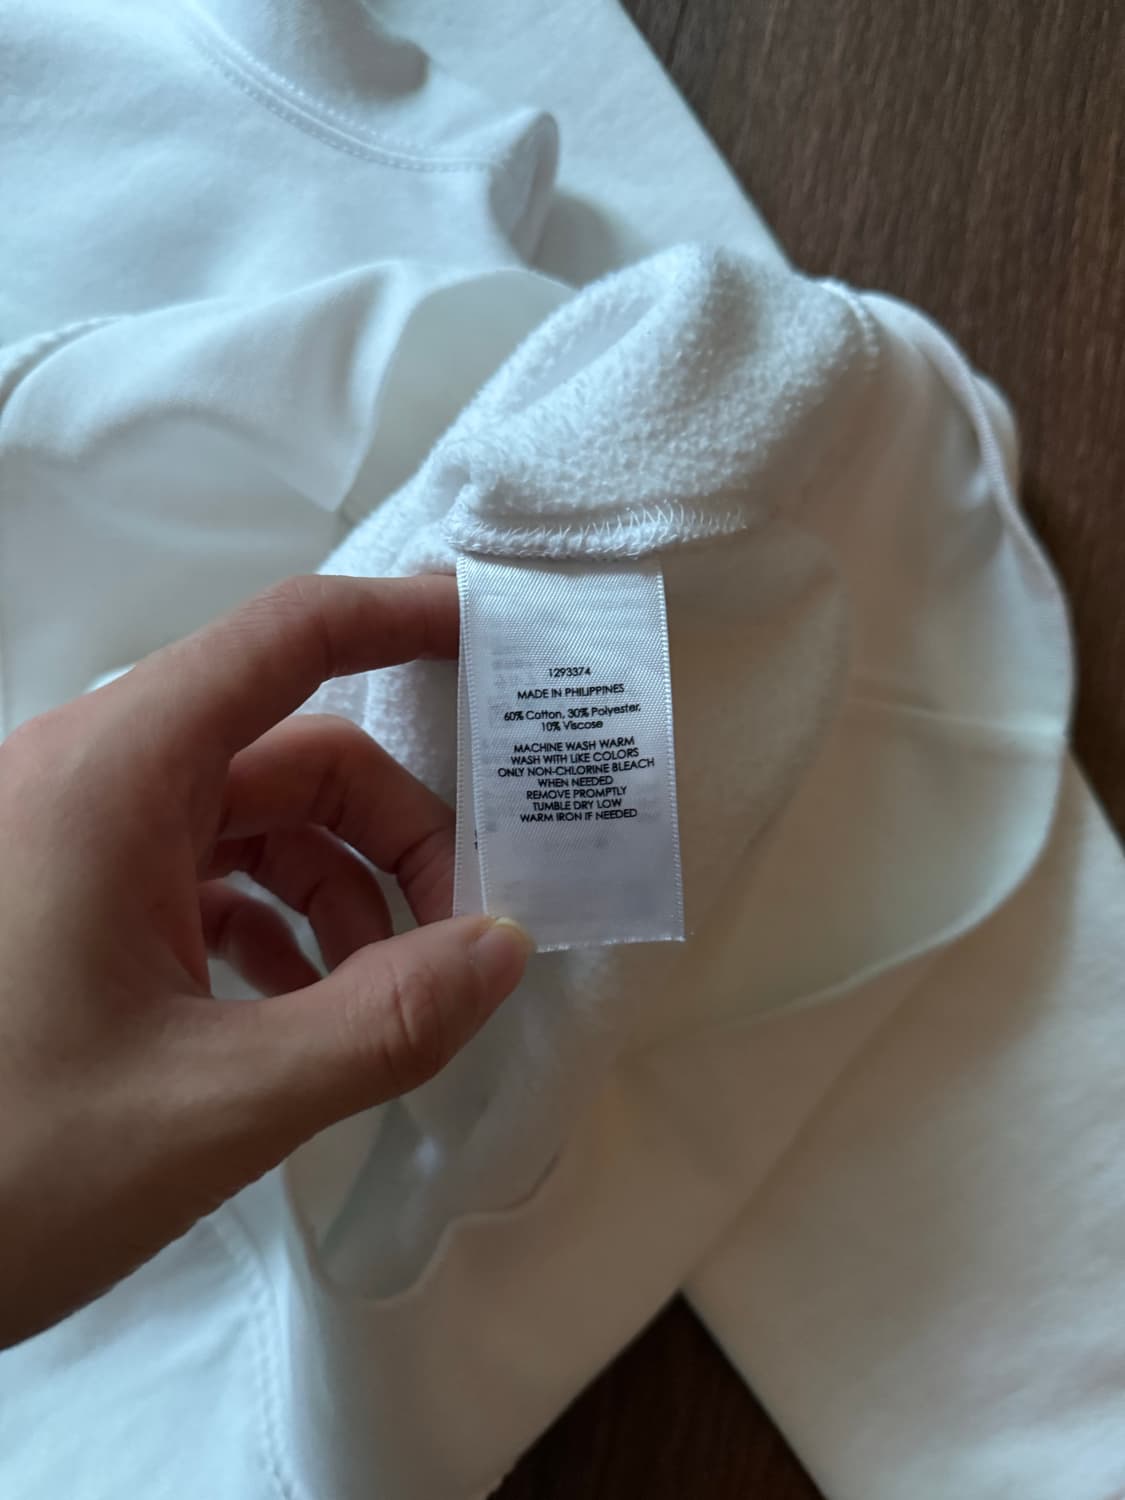 1293374
MADE IN PHILIPPINES
60% Cotton, 30% Polyester,
10% Viscose
MACHINE WASH WARM
WASH WITH LIKE COLORS
ONLY NON-CHLORINE BLEACH
WHEN NEEDED
REMOVE PROMPTLY
TUMBLE DRY LOW
WARM IRON IF NEEDED